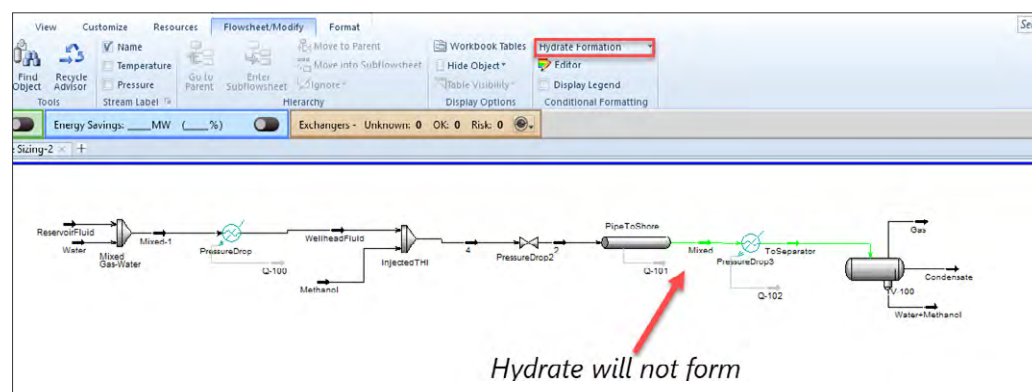 Sea
View Customize Resources Flowsheet/Modify Format
Name Move to Parent Workbook Tables Hydrate Formation
Temperature Move into Subflowsheet Hide Object Editor
Find Object Recycle Advisor Pressure Go to Parent Enter Subflowsheet Ignore Table Visibility Display Legend
Tools Stream Label Hierarchy Display Options Conditional Formatting
Energy Savings: ____MW (____%) Exchangers - Unknown: 0 OK: 0 Risk: 0
Sizing-2 × +
ReservoirFluid
Water
Mixed Gas-Water
Mixed-1
PressureDrop
Q-100
WellheadFluid
Methanol
InjectedTHI
4
PressureDrop2
2
PipeToShore
Q-101
Mixed
PressureDrop3
Q-102
ToSeparator
V-100
Gas
Condensate
Water+Methanol
Hydrate will not form